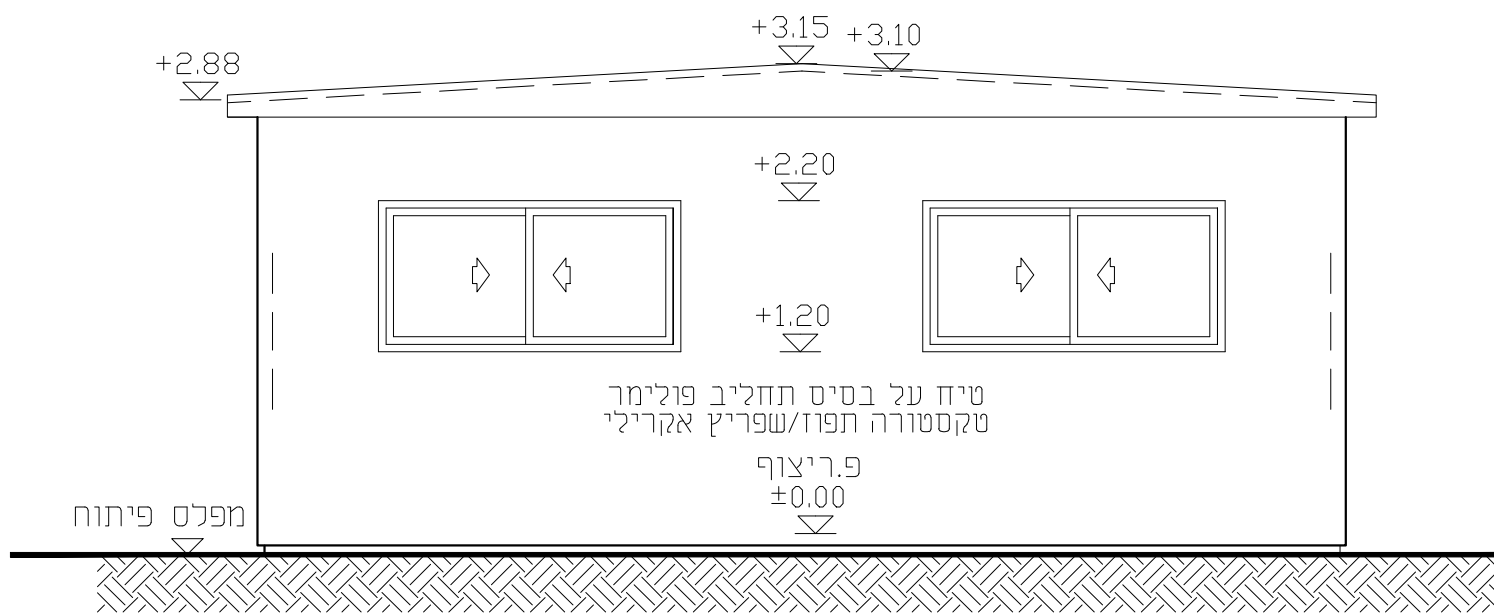 +3.15
+3.10
+2.88
+2.20
+1.20
טיח על בסיס תחליב פולימר
טקסטורה תפוז/שפריץ אקרילי
פ.ריצוף
±0.00
מפלס פיתוח